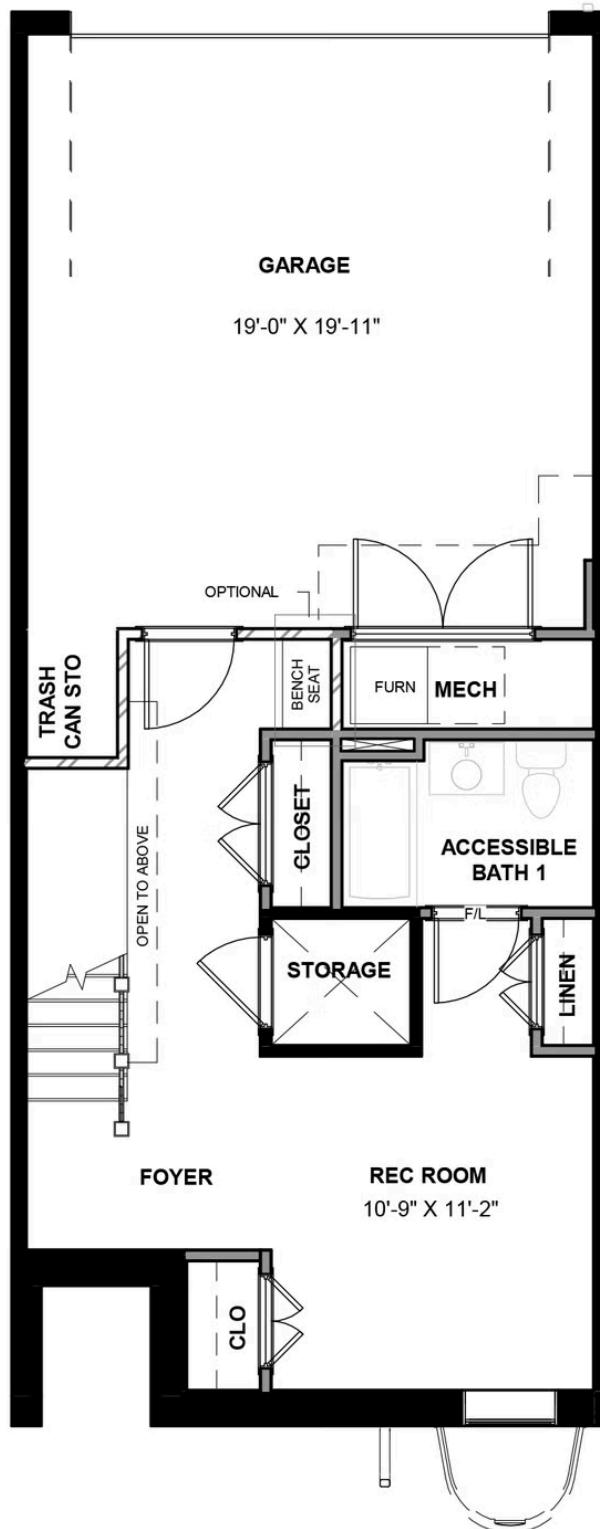 GARAGE
19'-0" X 19'-11"
OPTIONAL
TRASH
CAN STO
BENCH
SEAT
FURN
MECH
CLOSET
OPEN TO ABOVE
ACCESSIBLE
BATH 1
F/L
STORAGE
LINEN
FOYER
REC ROOM
10'-9" X 11'-2"
CLO